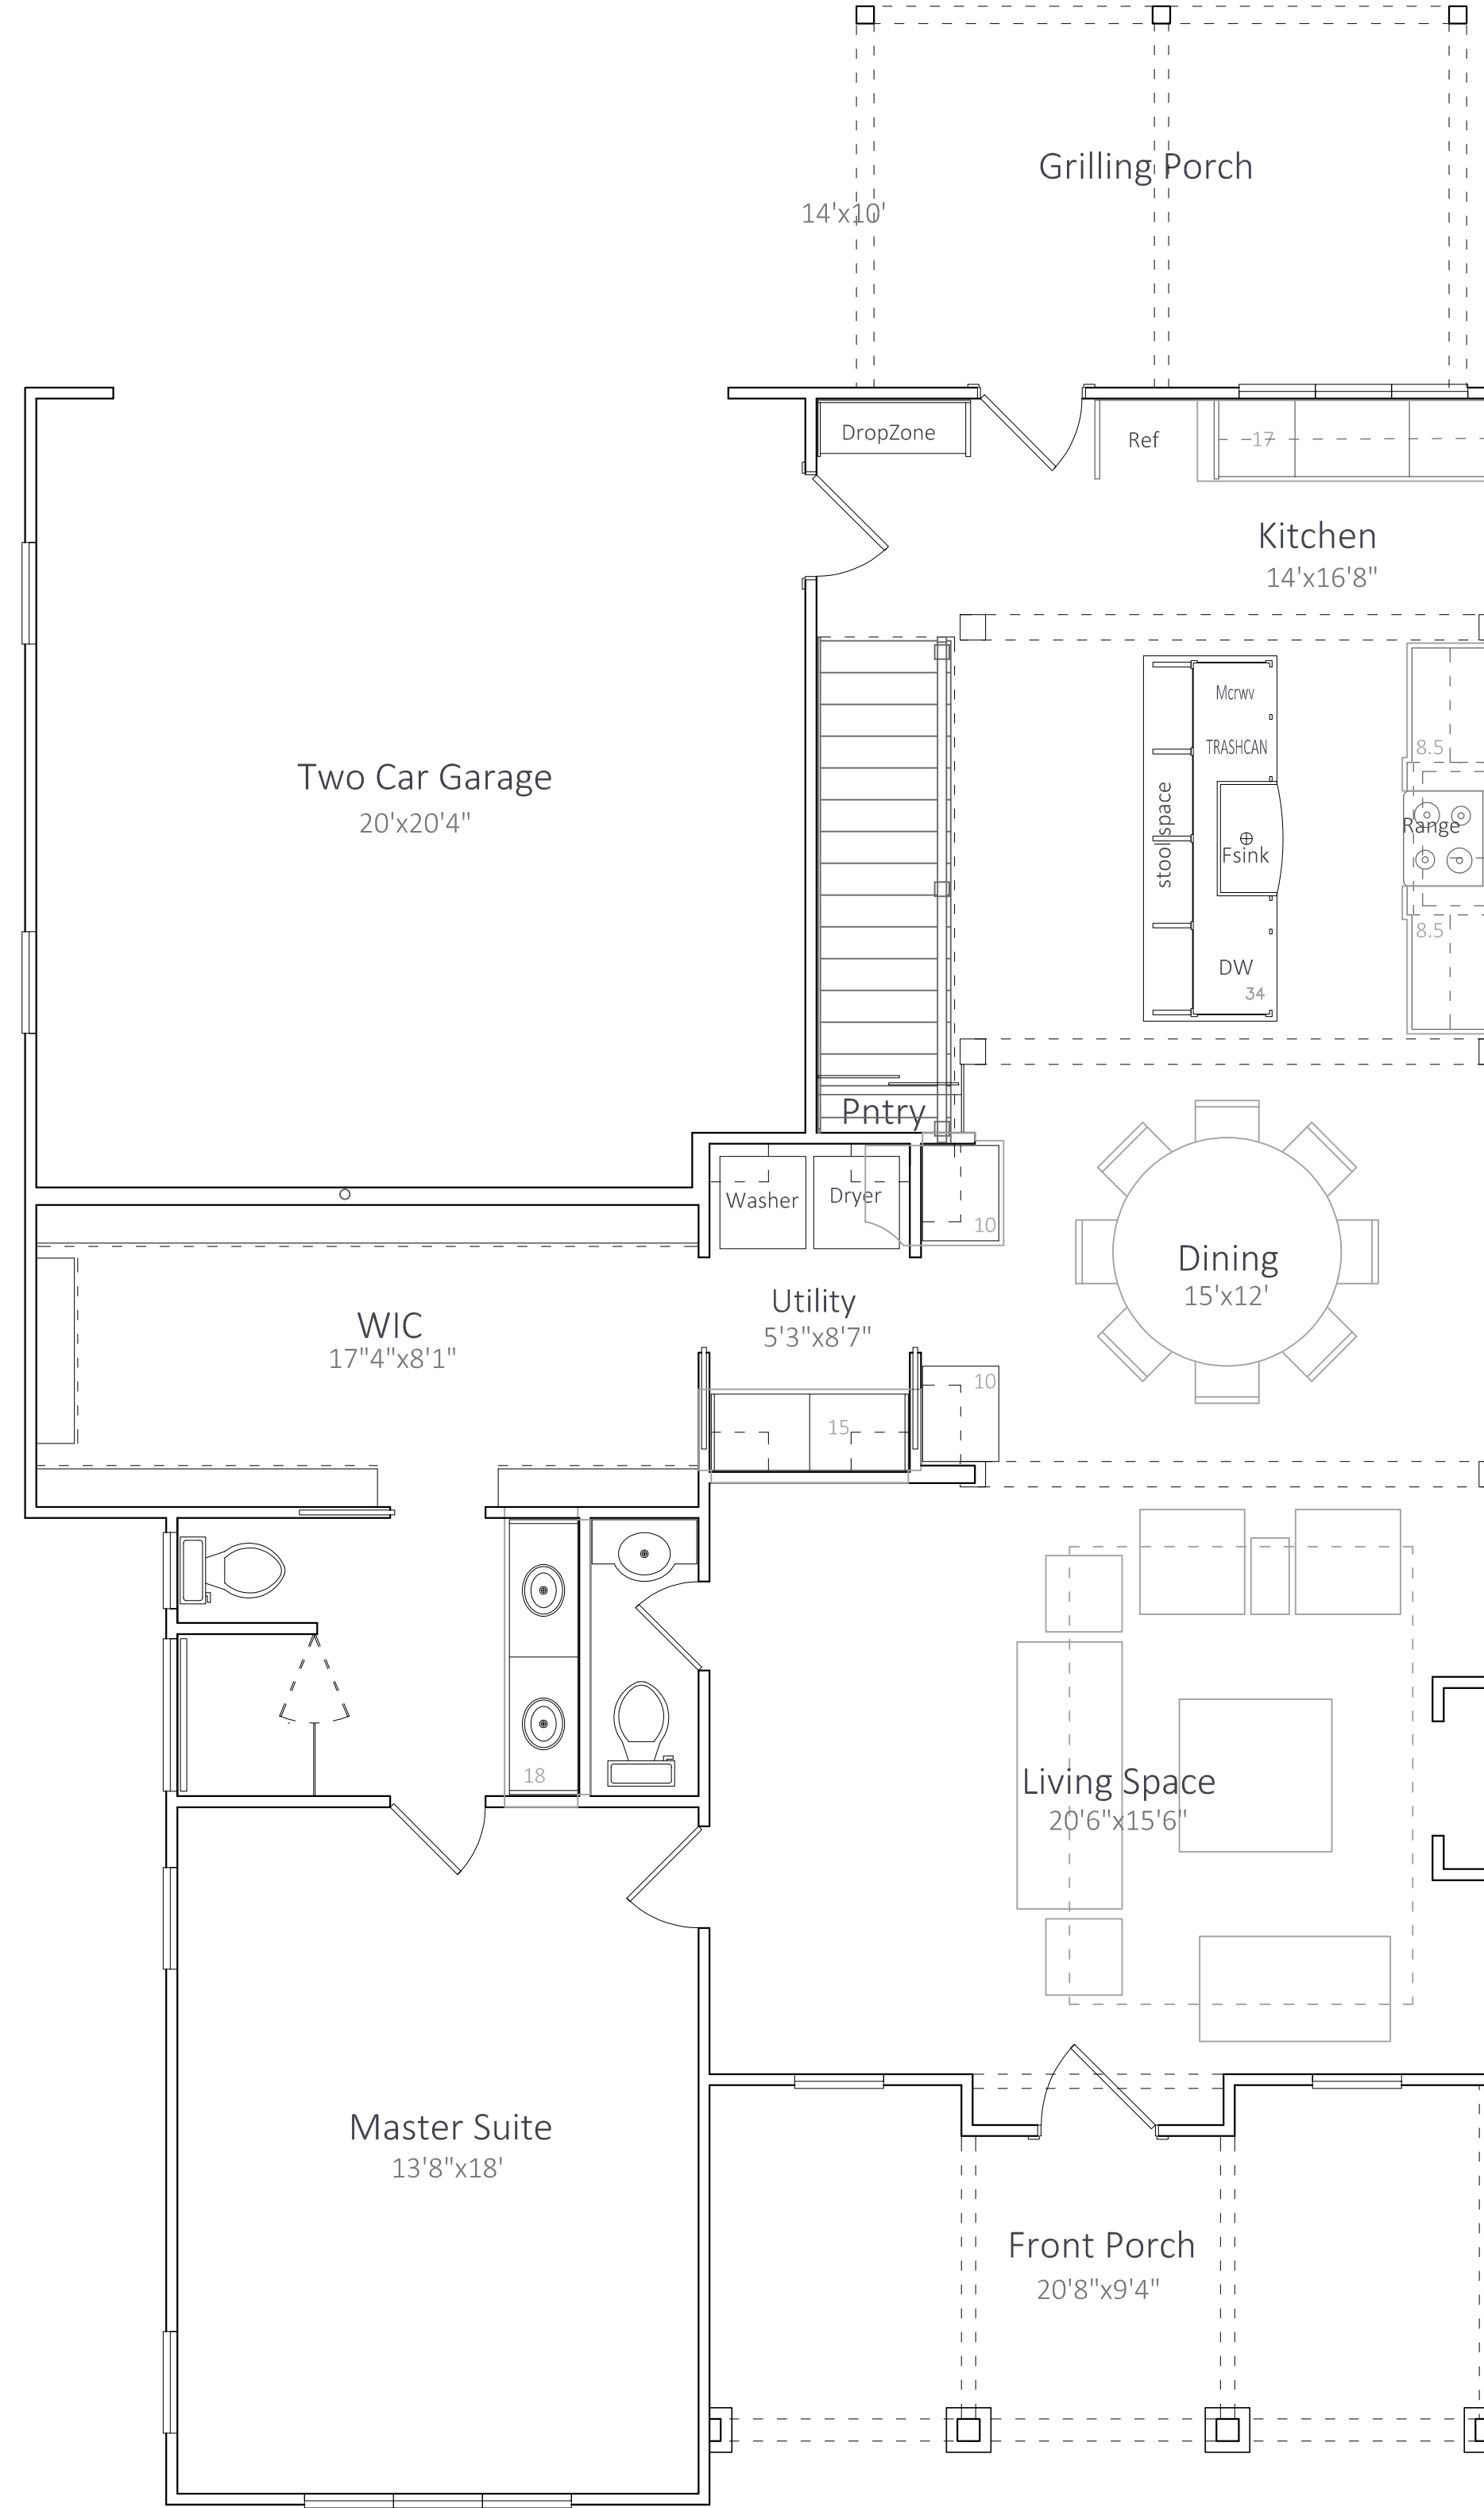 Grilling Porch
14'x10'
DropZone
Ref
17
Kitchen
14'x16'8"
Mcrwv
TRASHCAN
8.5
Two Car Garage
20'x20'4"
stool space
Range
Fsink
8.5
DW
34
Pntry
Washer
Dryer
10
Dining
15'x12'
Utility
5'3"x8'7"
WIC
17"4"x8'1"
10
15
18
Living Space
20'6"x15'6"
Master Suite
13'8"x18'
Front Porch
20'8"x9'4"